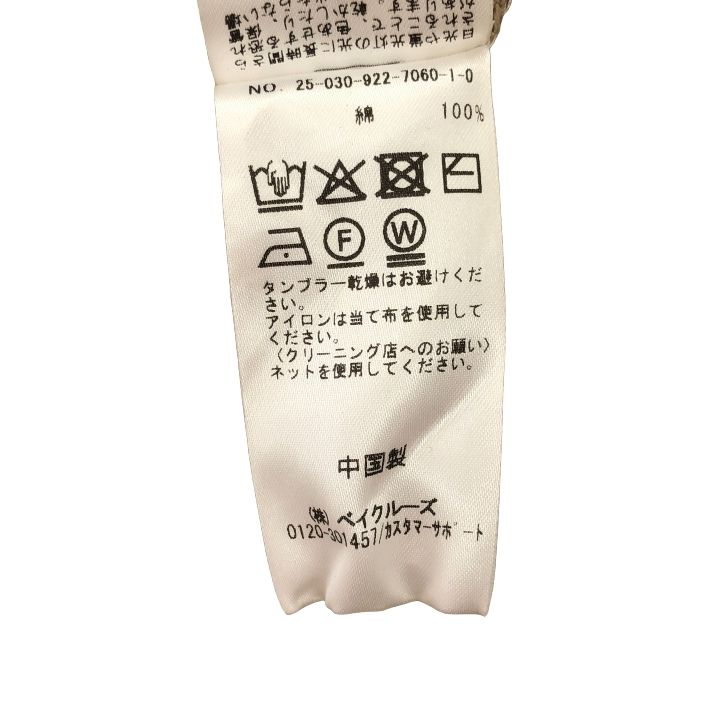 NO. 25-030-922-7060-1-0
綿 100%
F W
タンブラー乾燥はお避けくだ
さい。
アイロンは当て布を使用して
ください。
〈クリーニング店へのお願い〉
ネットを使用してください。
中国製
(株) ベイクルーズ
0120-301457/カスタマーサポート